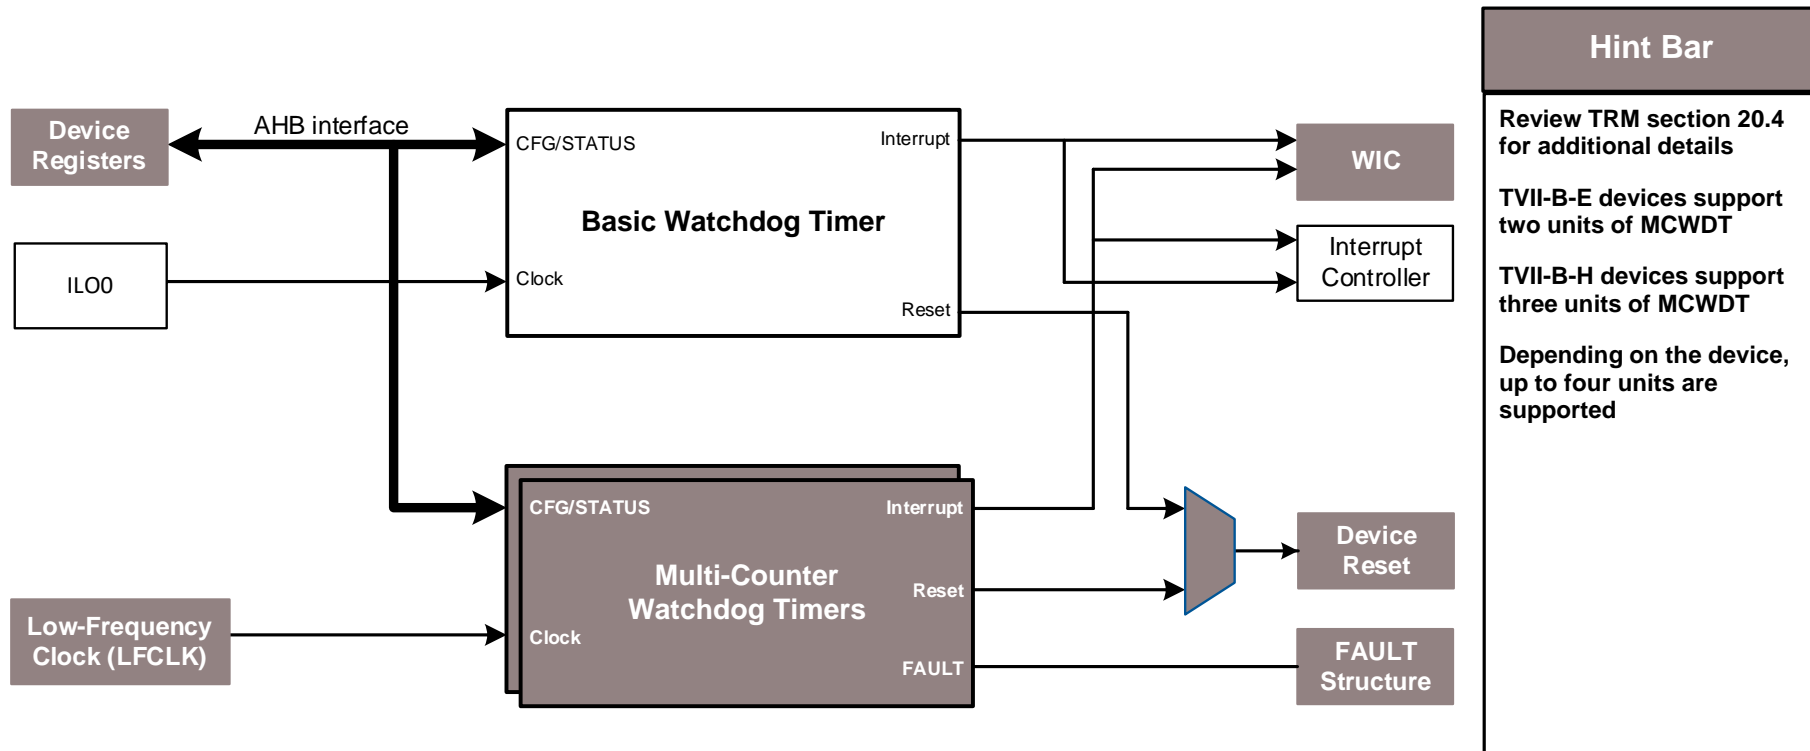 Device
Registers
AHB interface
CFG/STATUS
Interrupt
Basic Watchdog Timer
Clock
Reset
ILO0
WIC
Interrupt
Controller
CFG/STATUS
Interrupt
Multi-Counter
Watchdog Timers
Reset
Clock
FAULT
Low-Frequency
Clock (LFCLK)
Device
Reset
FAULT
Structure
Hint Bar
Review TRM section 20.4
for additional details
TVII-B-E devices support
two units of MCWDT
TVII-B-H devices support
three units of MCWDT
Depending on the device,
up to four units are
supported